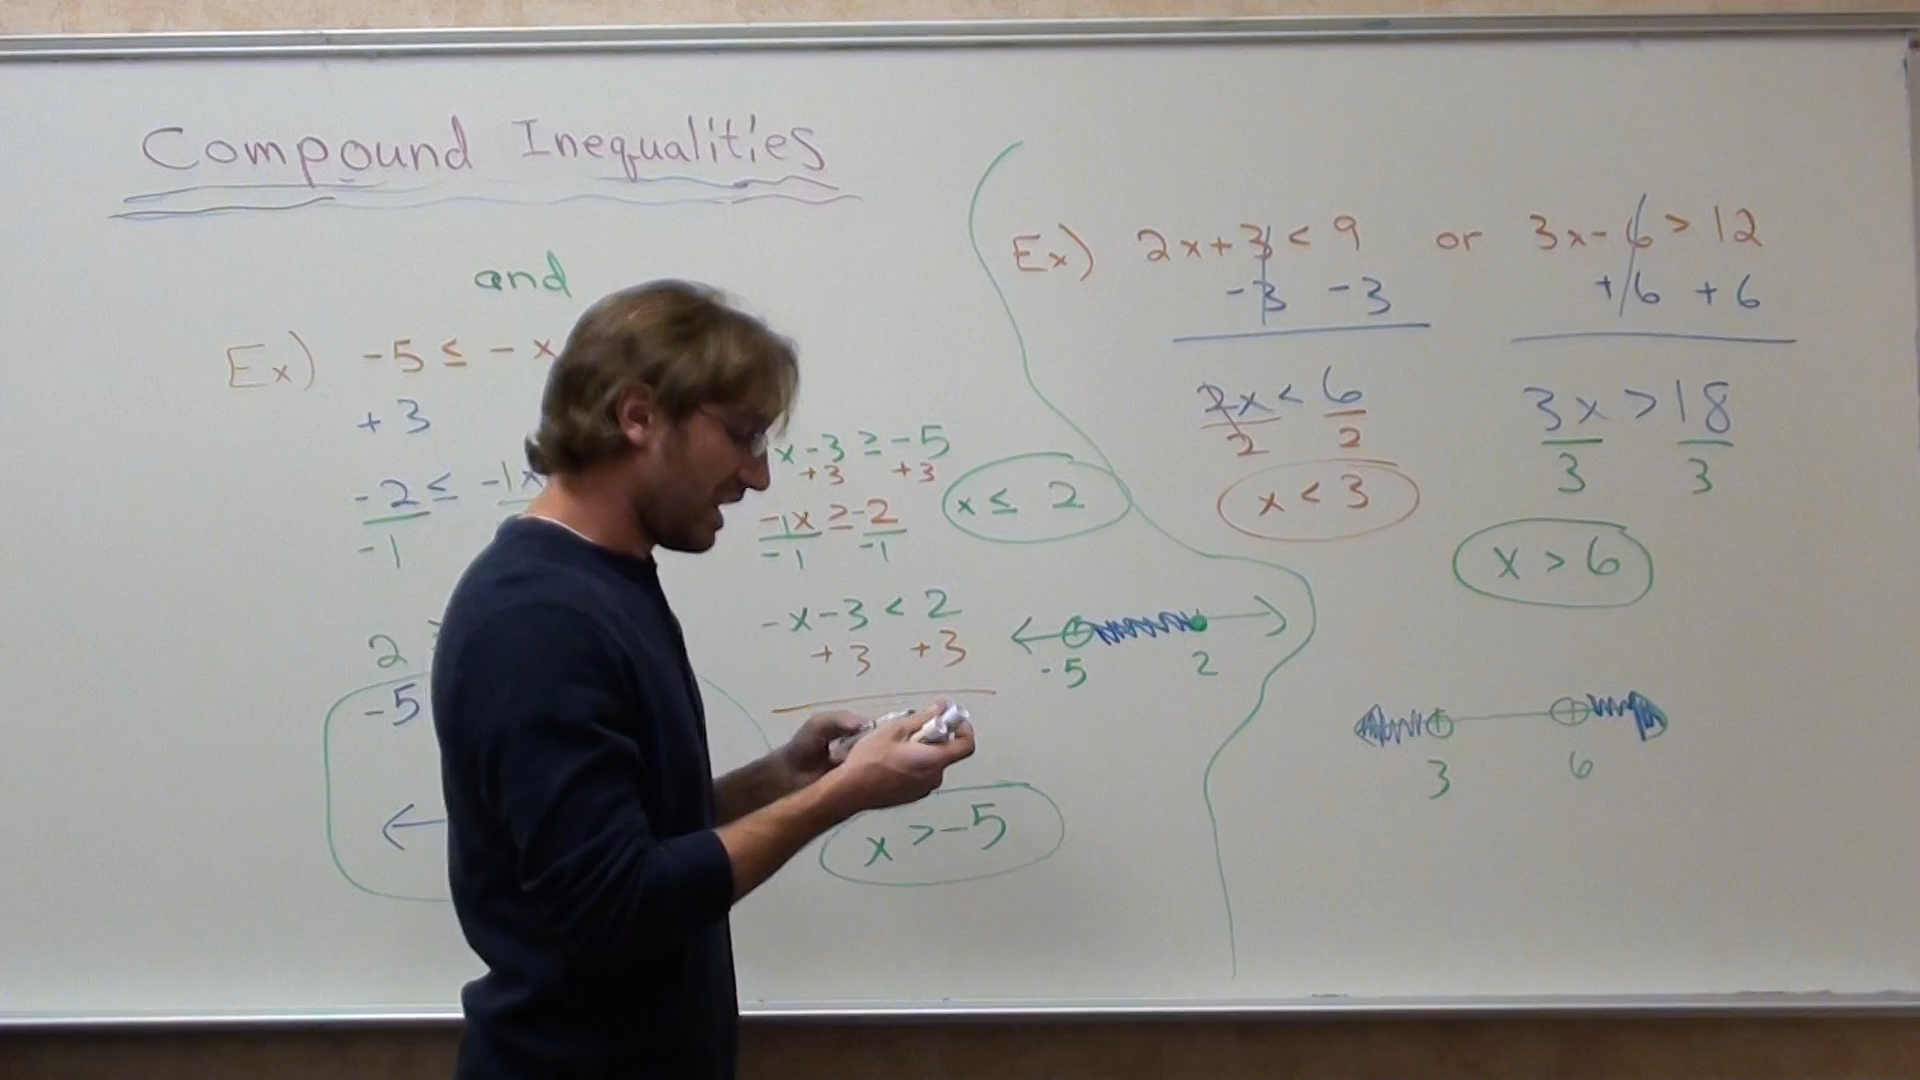 Compound Inequalities
and
Ex) -5 ≤ -x
+3
-2 ≤ -1x
-1
2
-5
x-3 ≥ -5
+3 +3
-1x ≥ -2
-1 -1
x ≤ 2
-x-3 < 2
+3 +3
x > -5
-5 2
Ex) 2x+3 < 9 or 3x-6 > 12
-3 -3 +6 +6
2x < 6 3x > 18
2 2 3 3
x < 3
x > 6
3 6